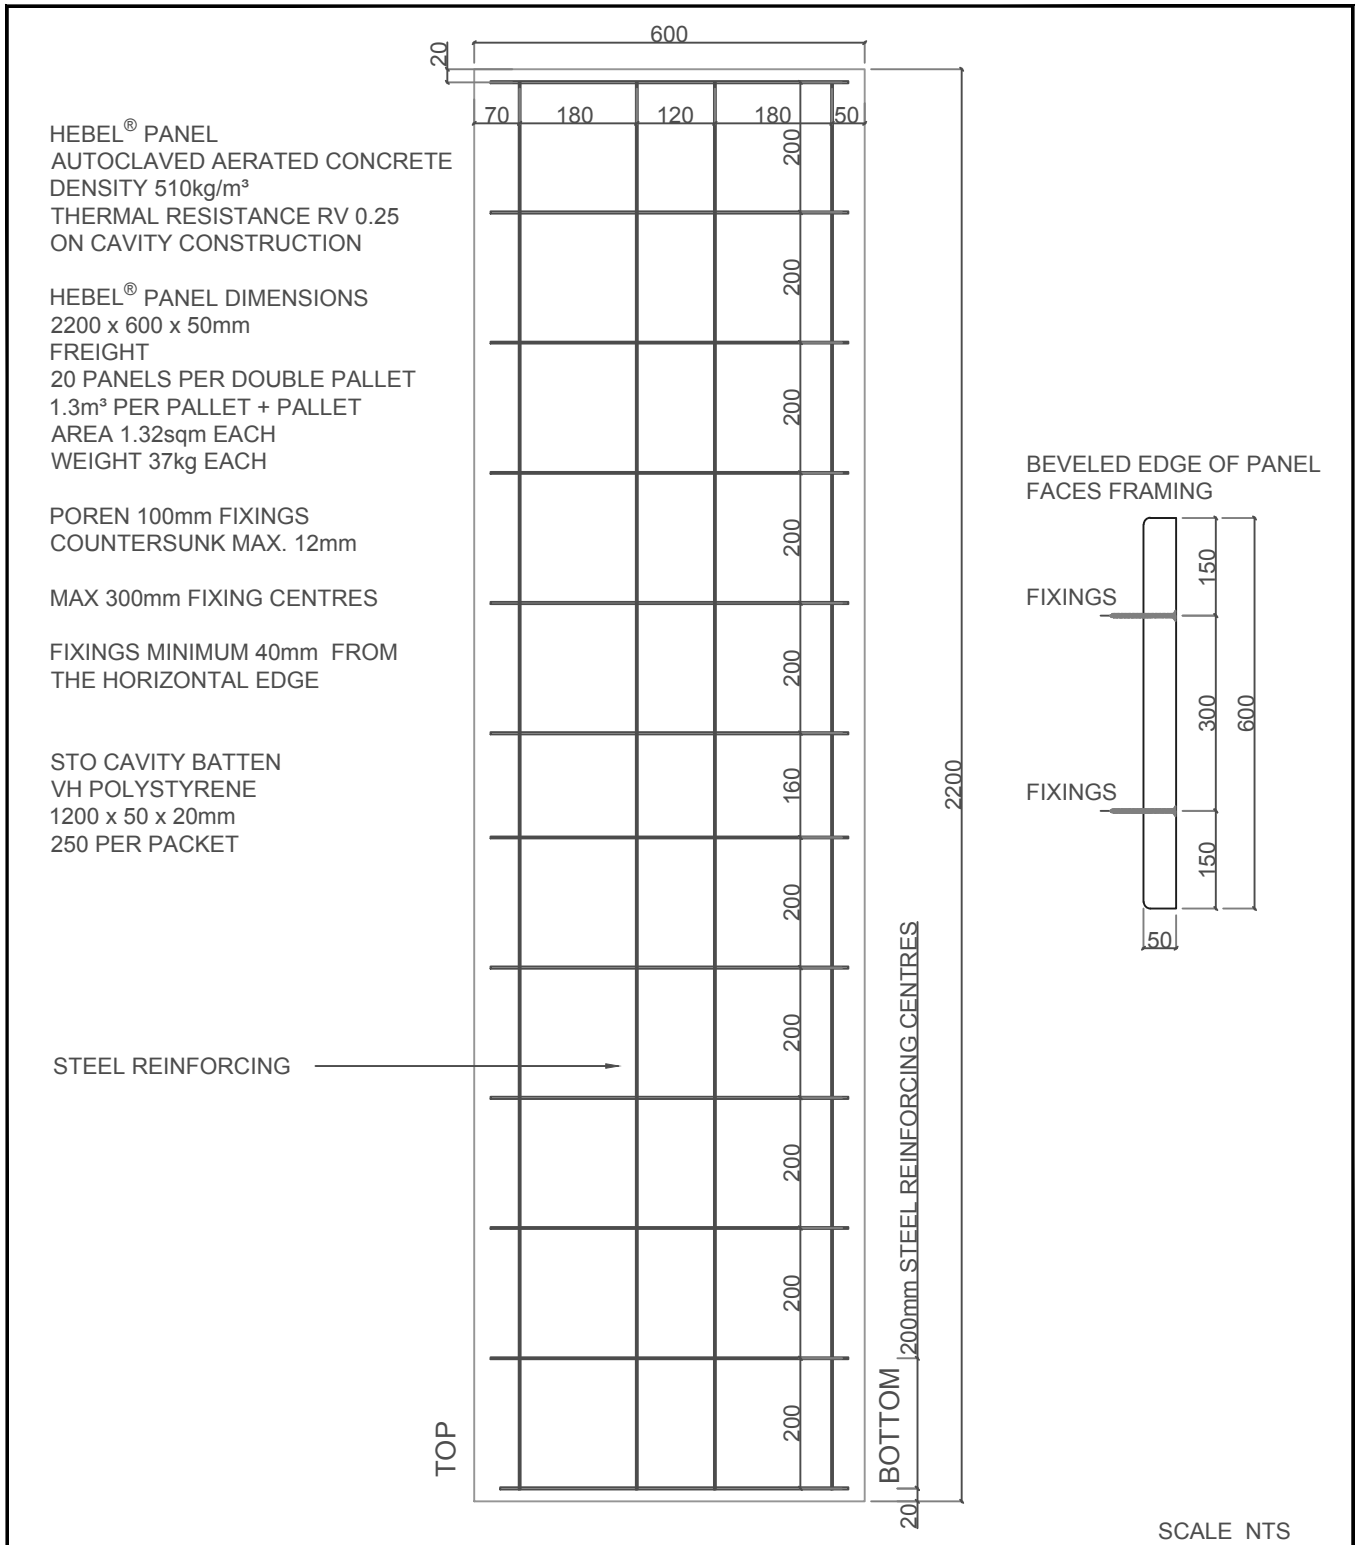 600
20
70 180 120 180 50
HEBEL® PANEL
AUTOCLAVED AERATED CONCRETE
DENSITY 510kg/m³
THERMAL RESISTANCE RV 0.25
ON CAVITY CONSTRUCTION
HEBEL® PANEL DIMENSIONS
2200 x 600 x 50mm
FREIGHT
20 PANELS PER DOUBLE PALLET
1.3m³ PER PALLET + PALLET
AREA 1.32sqm EACH
WEIGHT 37kg EACH
POREN 100mm FIXINGS
COUNTERSUNK MAX. 12mm
MAX 300mm FIXING CENTRES
FIXINGS MINIMUM 40mm FROM
THE HORIZONTAL EDGE
STO CAVITY BATTEN
VH POLYSTYRENE
1200 x 50 x 20mm
250 PER PACKET
STEEL REINFORCING
200
200
200
200
200
160
200
200
200
200
200
TOP
BOTTOM
200mm STEEL REINFORCING CENTRES
20
2200
BEVELED EDGE OF PANEL
FACES FRAMING
FIXINGS
FIXINGS
150
300
150
600
50
SCALE NTS